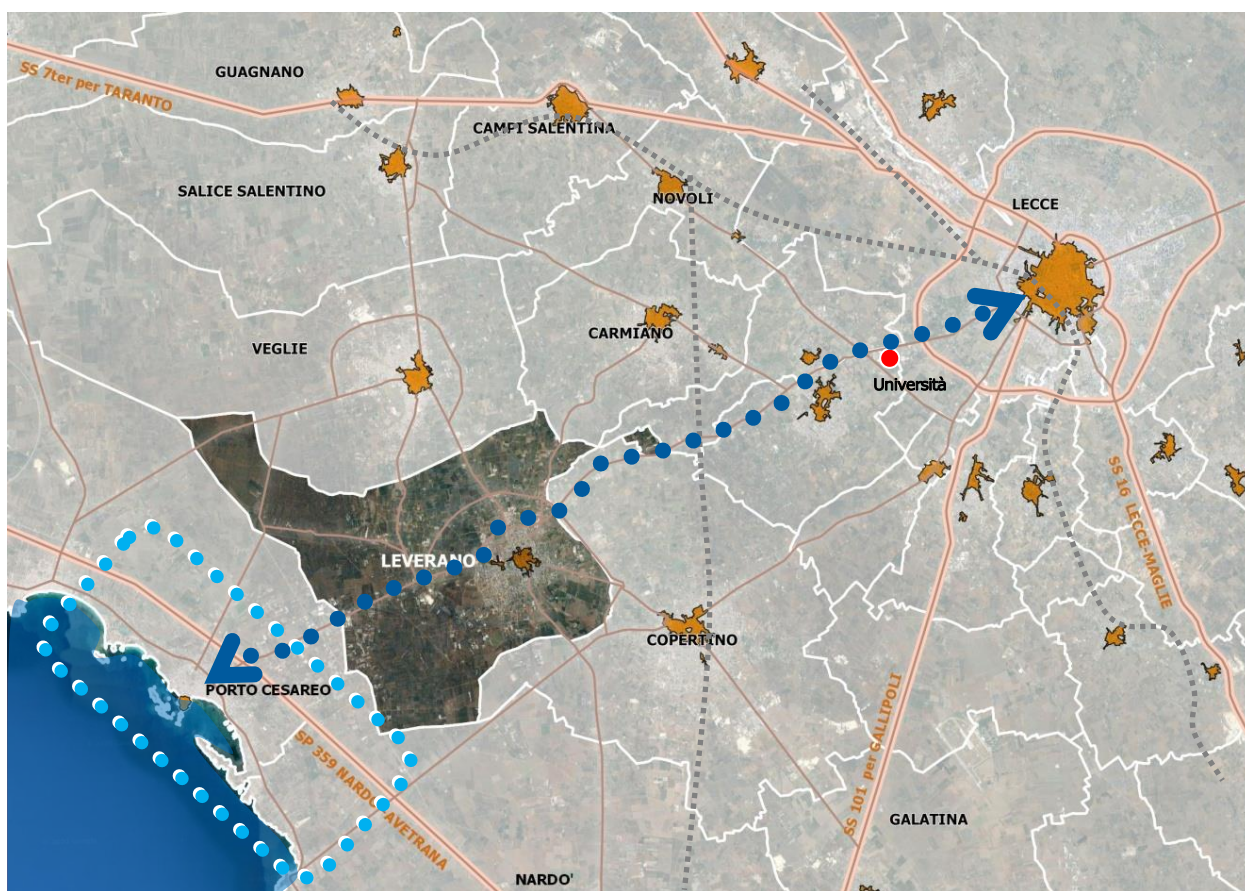 GUAGNANO
SS 7ter per TARANTO
CAMPI SALENTINA
SALICE SALENTINO
NOVOLI
LECCE
CARMIANO
VEGLIE
Università
LEVERANO
SS 16 LECCE-MAGLIE
COPERTINO
PORTO CESAREO
SP 359 NARDO' AVETRANA
SS 101 per GALLIPOLI
GALATINA
NARDO'